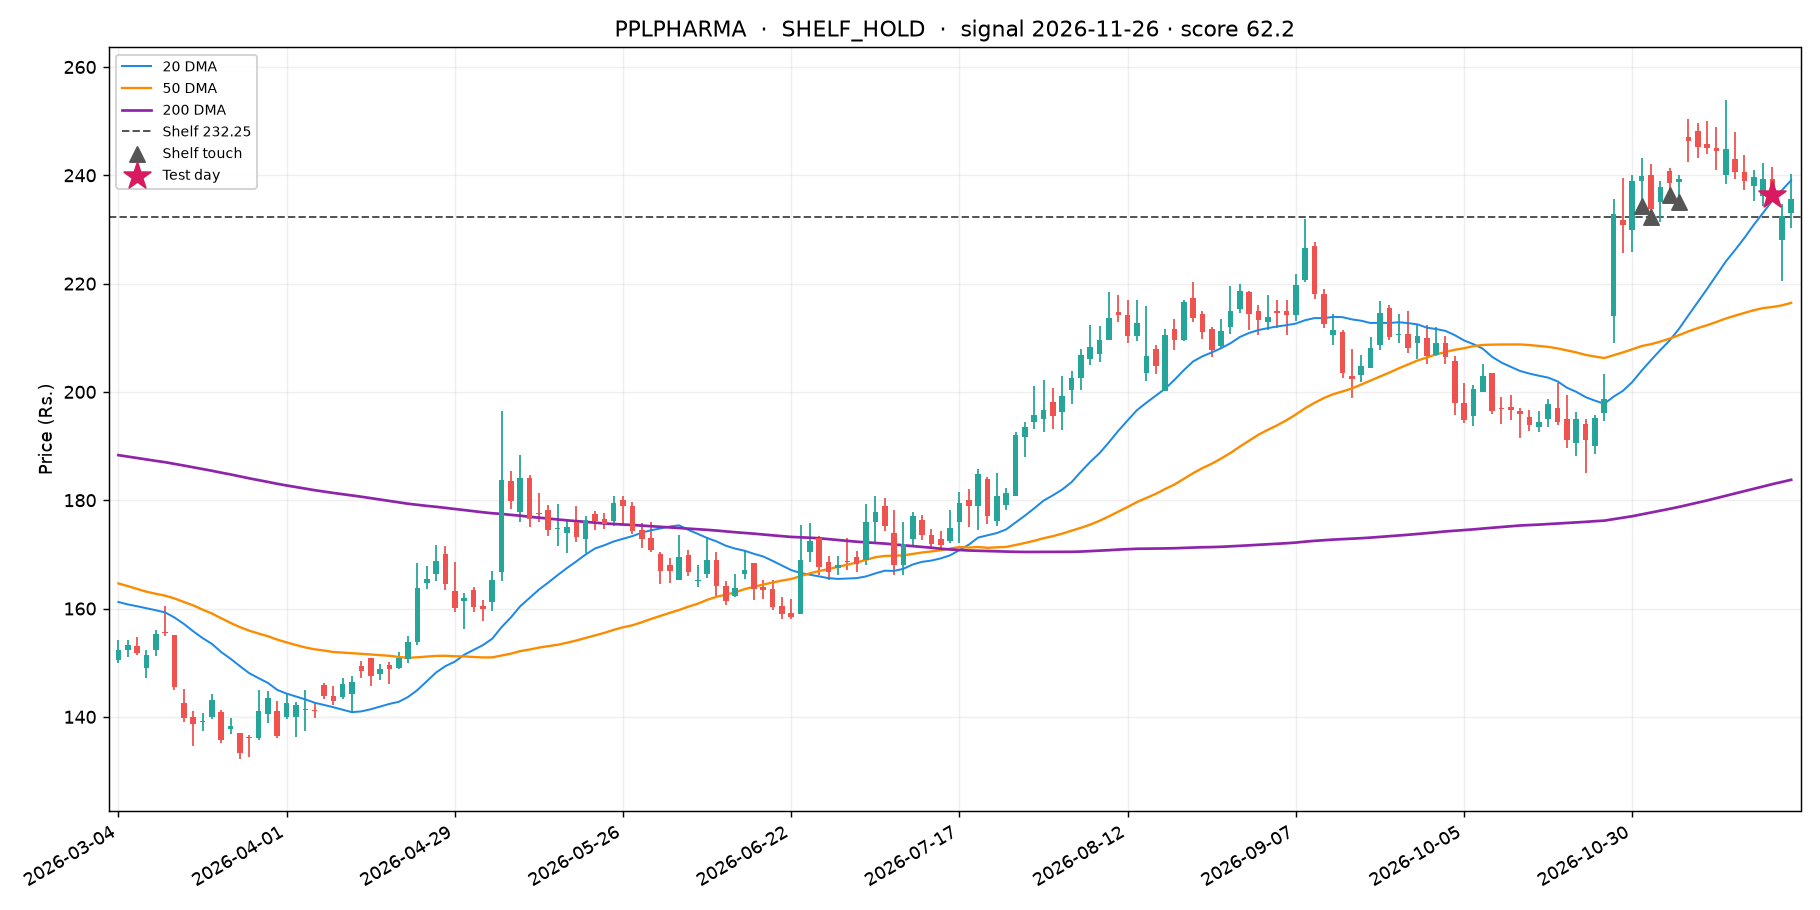 PPLPHARMA  ·  SHELF_HOLD  ·  signal 2026-11-26 · score 62.2
20 DMA
50 DMA
200 DMA
Shelf 232.25
Shelf touch
Test day
Price (Rs.)
260
240
220
200
180
160
140
2026-03-04
2026-04-01
2026-04-29
2026-05-26
2026-06-22
2026-07-17
2026-08-12
2026-09-07
2026-10-05
2026-10-30